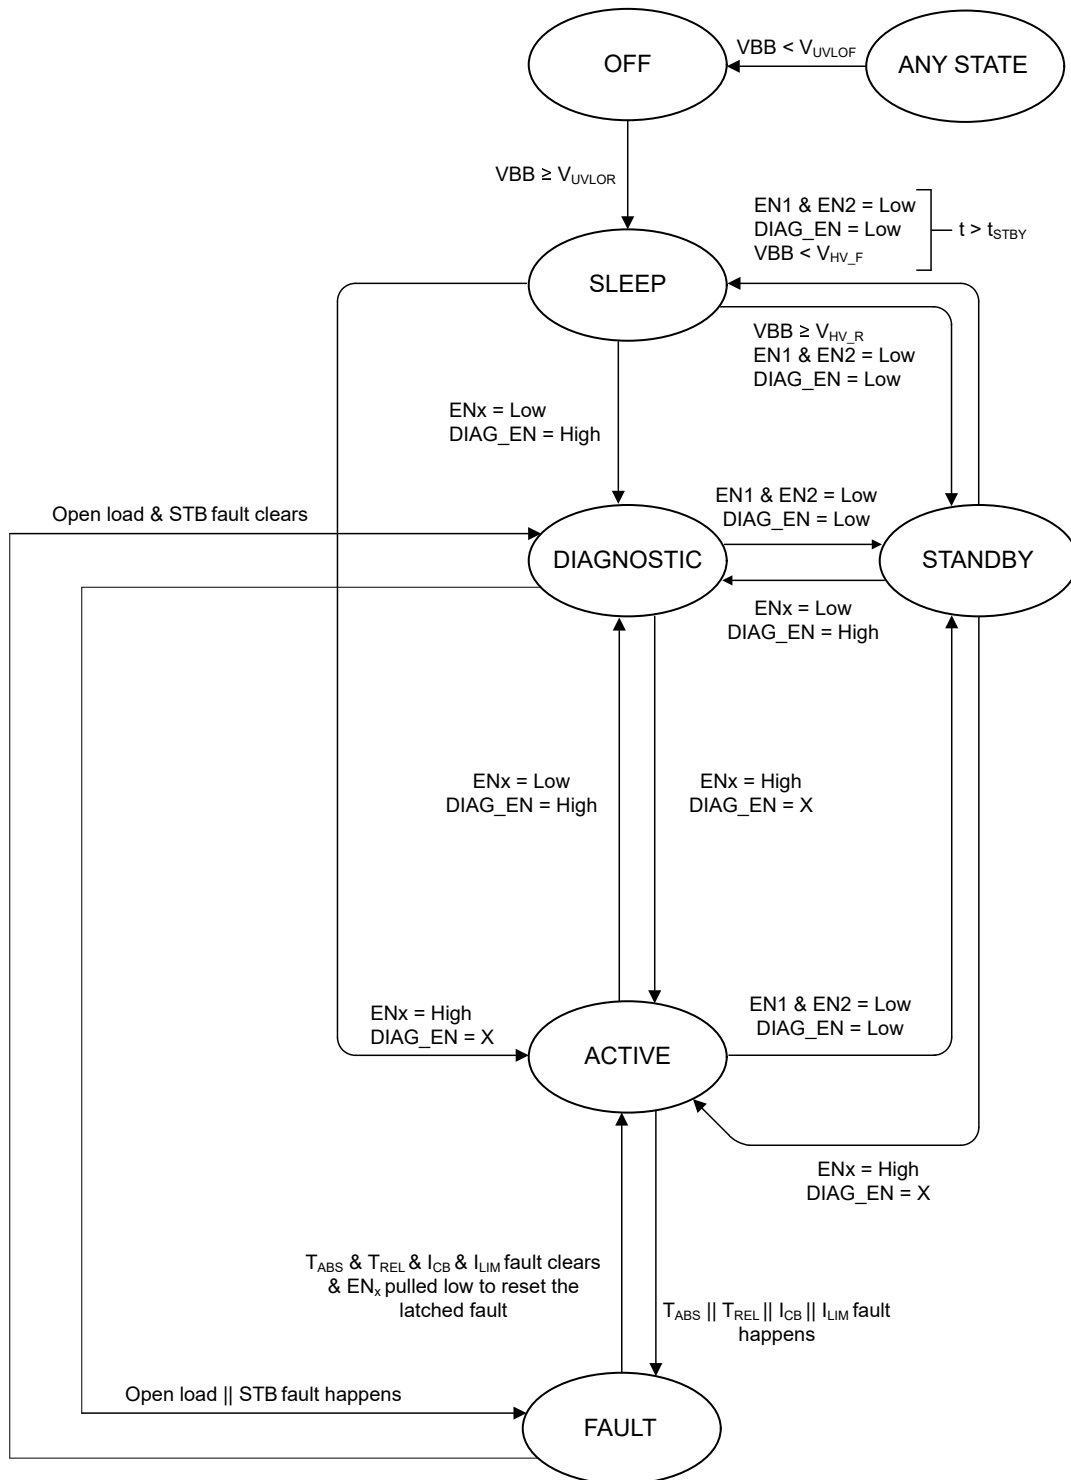 OFF
VBB < VUVLOF
ANY STATE
VBB ≥ VUVLOR
EN1 & EN2 = Low
DIAG_EN = Low
VBB < VHV_F
t > tSTBY
SLEEP
VBB ≥ VHV_R
EN1 & EN2 = Low
DIAG_EN = Low
ENx = Low
DIAG_EN = High
Open load & STB fault clears
EN1 & EN2 = Low
DIAG_EN = Low
DIAGNOSTIC
STANDBY
ENx = Low
DIAG_EN = High
ENx = Low
DIAG_EN = High
ENx = High
DIAG_EN = X
ENx = High
DIAG_EN = X
EN1 & EN2 = Low
DIAG_EN = Low
ACTIVE
ENx = High
DIAG_EN = X
TABS & TREL & ICB & ILIM fault clears
& ENx pulled low to reset the
latched fault
TABS || TREL || ICB || ILIM fault
happens
Open load || STB fault happens
FAULT